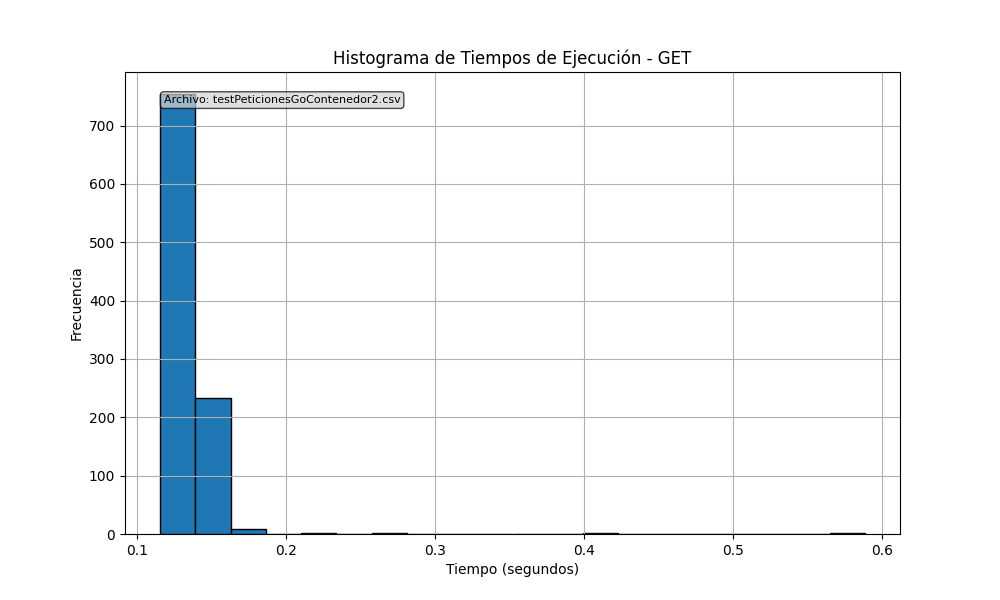 Histograma de Tiempos de Ejecución - GET
Archivo: testPeticionesGoContenedor2.csv
700
600
500
400
300
200
100
0
Frecuencia
0.1 0.2 0.3 0.4 0.5 0.6
Tiempo (segundos)